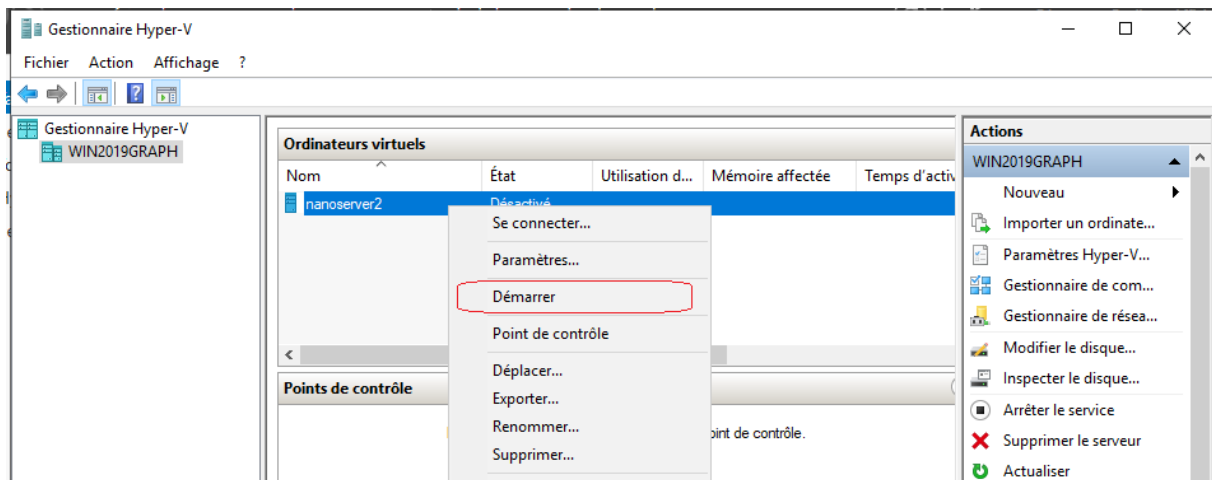 Gestionnaire Hyper-V
Fichier Action Affichage ?
Gestionnaire Hyper-V
WIN2019GRAPH
Ordinateurs virtuels
Nom État Utilisation d... Mémoire affectée Temps d'activ
nanoserver2 Désactivé
Se connecter...
Paramètres...
Démarrer
Point de contrôle
Déplacer...
Exporter...
Renommer...
Supprimer...
Points de contrôle
point de contrôle.
Actions
WIN2019GRAPH
Nouveau
Importer un ordinate...
Paramètres Hyper-V...
Gestionnaire de com...
Gestionnaire de résea...
Modifier le disque...
Inspecter le disque...
Arrêter le service
Supprimer le serveur
Actualiser